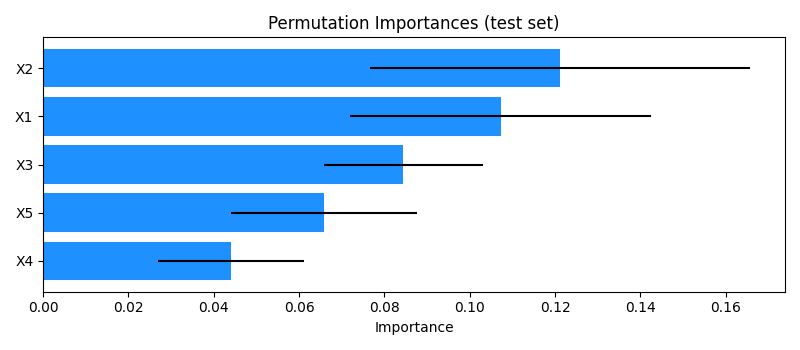 Permutation Importances (test set)
X2
X1
X3
X5
X4
0.00 0.02 0.04 0.06 0.08 0.10 0.12 0.14 0.16
Importance